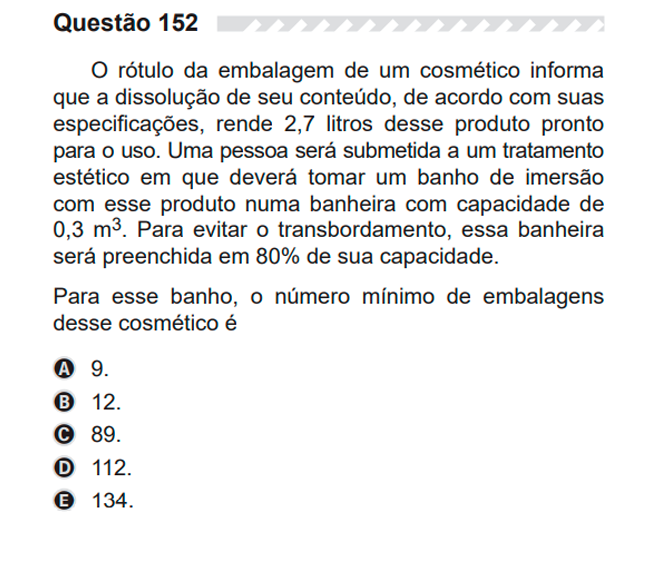 Questão 152
O rótulo da embalagem de um cosmético informa
que a dissolução de seu conteúdo, de acordo com suas
especificações, rende 2,7 litros desse produto pronto
para o uso. Uma pessoa será submetida a um tratamento
estético em que deverá tomar um banho de imersão
com esse produto numa banheira com capacidade de
0,3 m³. Para evitar o transbordamento, essa banheira
será preenchida em 80% de sua capacidade.
Para esse banho, o número mínimo de embalagens
desse cosmético é
A 9.
B 12.
C 89.
D 112.
E 134.